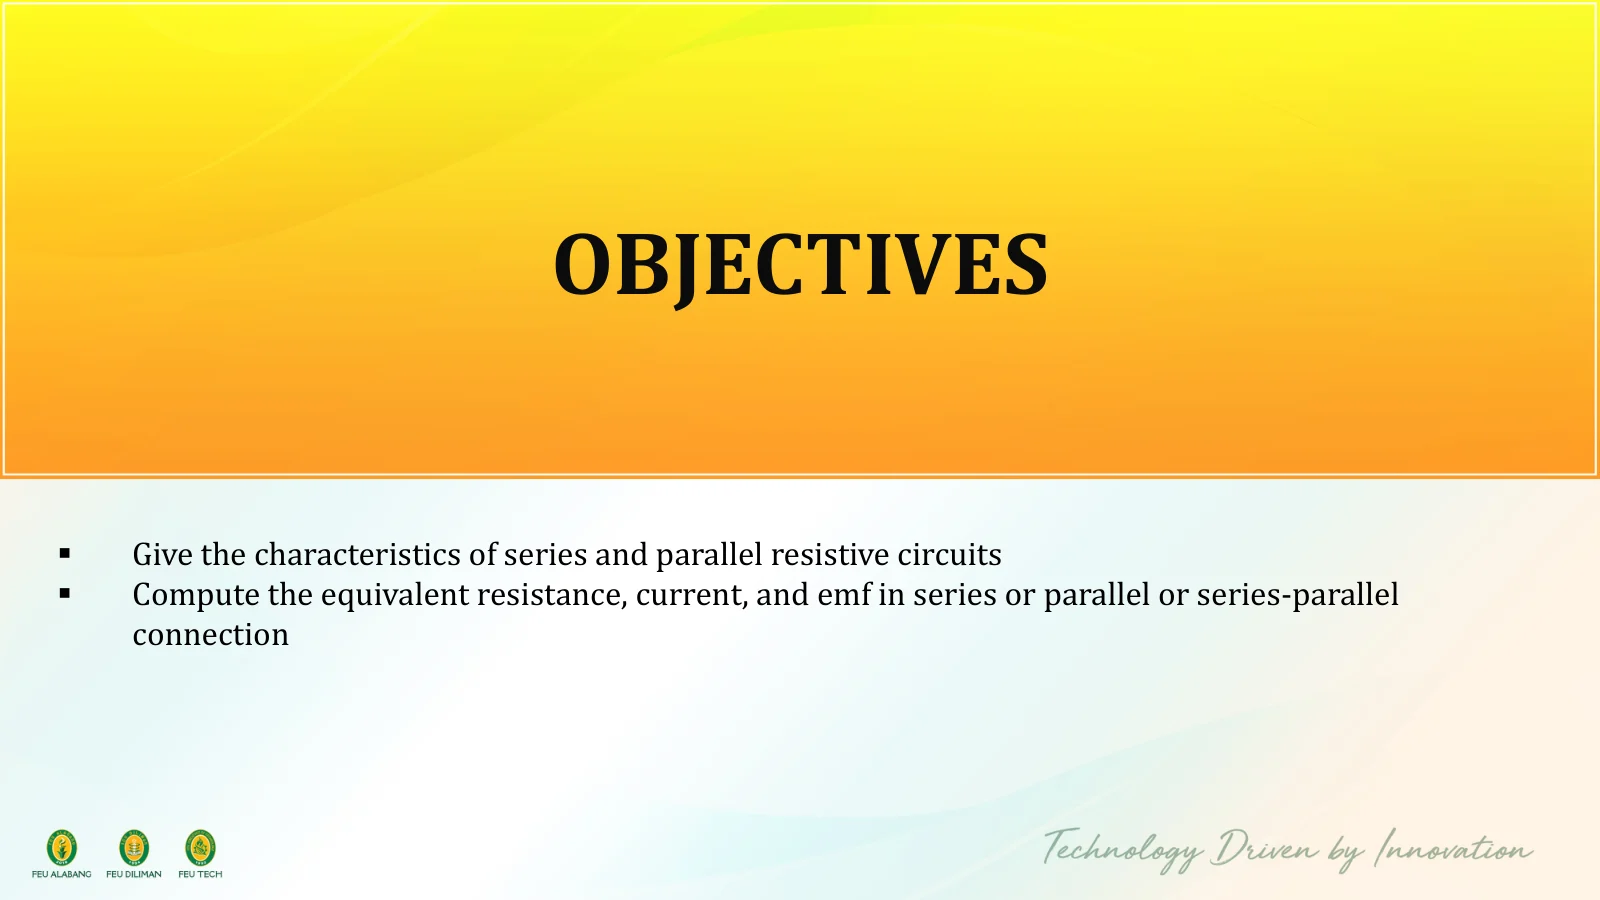 OBJECTIVES
▪ Give the characteristics of series and parallel resistive circuits
▪ Compute the equivalent resistance, current, and emf in series or parallel or series-parallel
connection
FEU ALABANG FEU DILIMAN FEU TECH
Technology Driven by Innovation